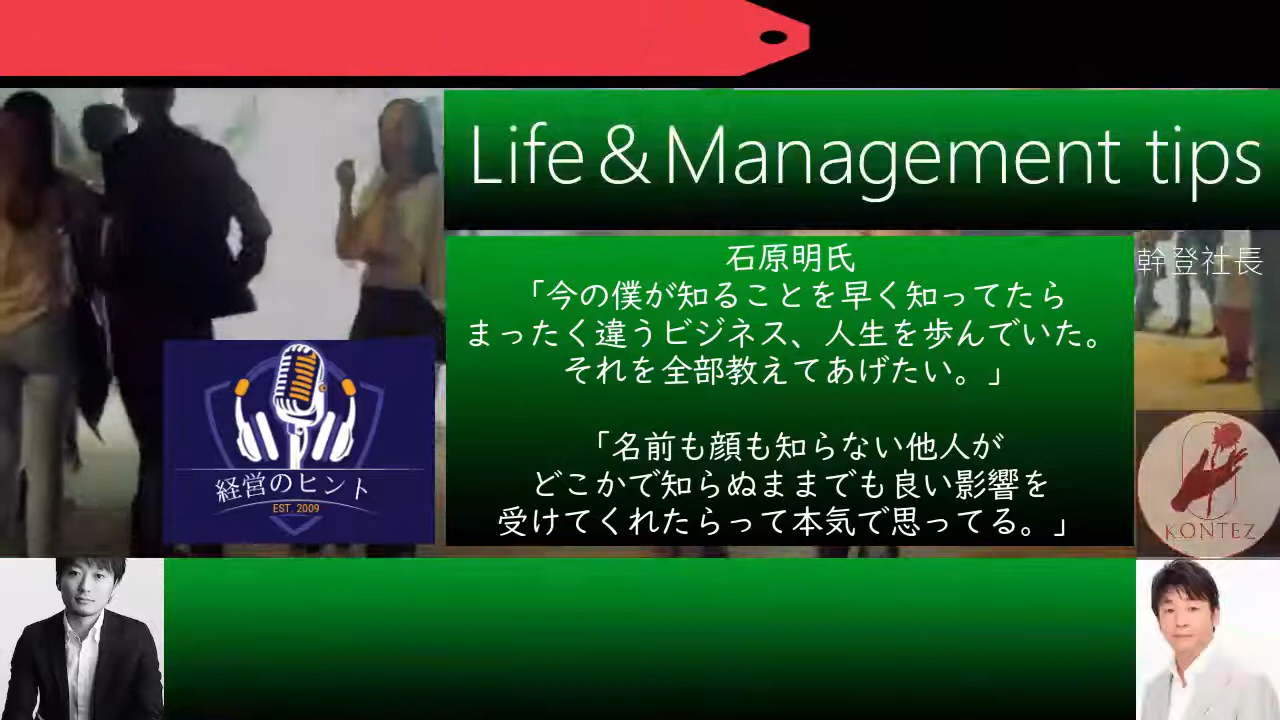 Life&Management tips
石原明氏
「今の僕が知ることを早く知ってたら
まったく違うビジネス、人生を歩んでいた。
それを全部教えてあげたい。」
「名前も顔も知らない他人が
どこかで知らぬままでも良い影響を
受けてくれたらって本気で思ってる。」
幹登社長
経営のヒント
EST. 2009
KONTEZ